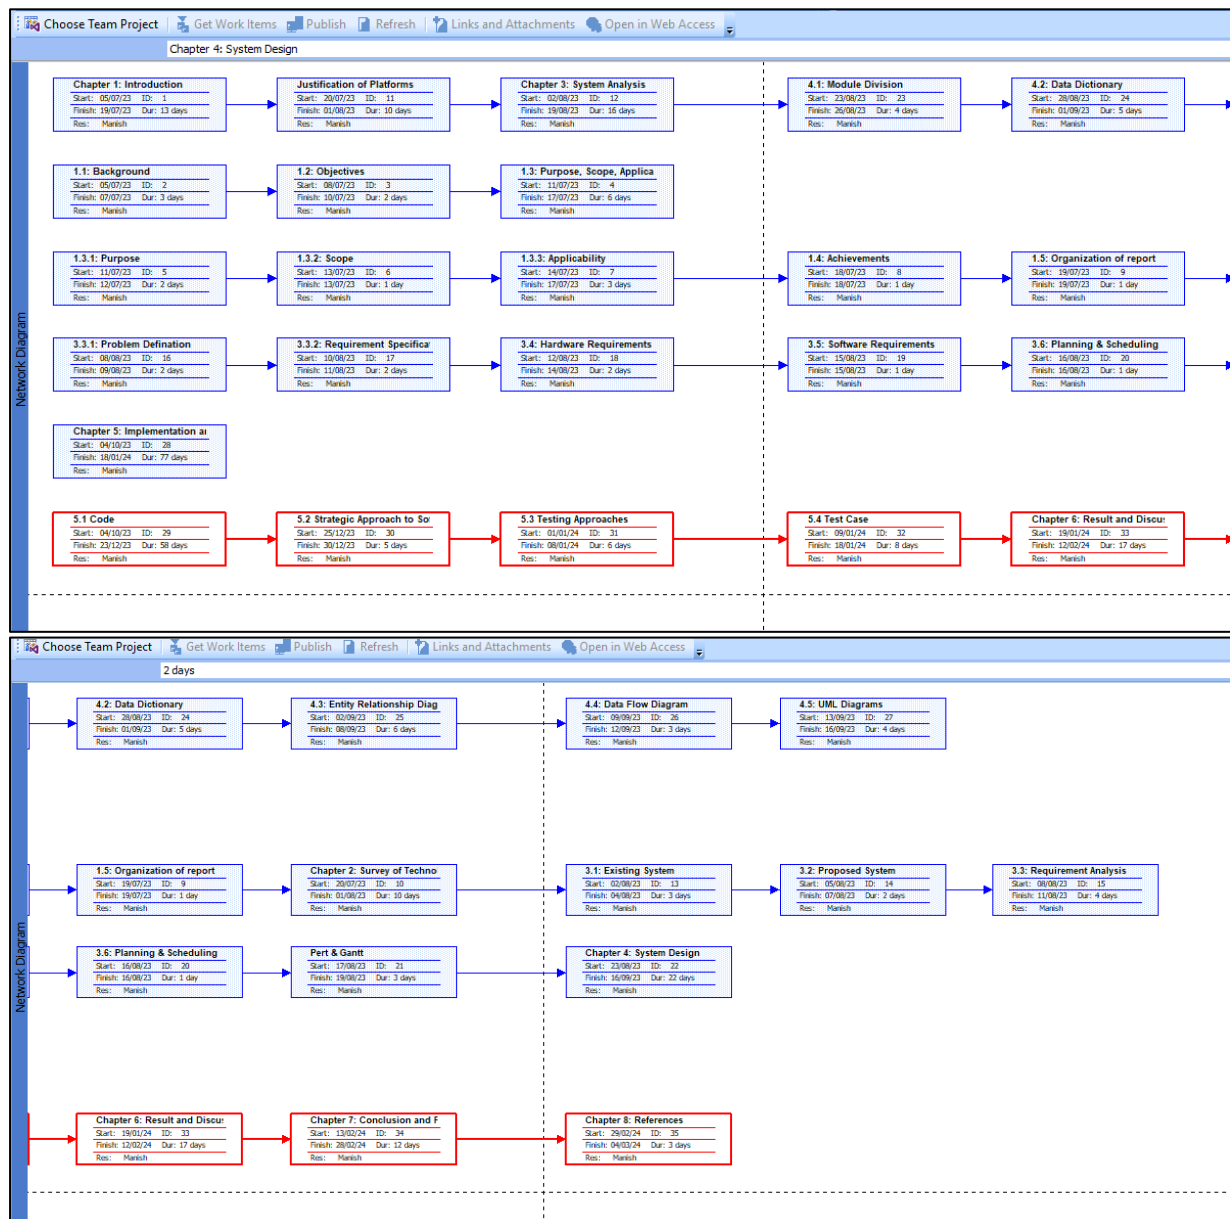 Choose Team Project Get Work Items Publish Refresh Links and Attachments Open in Web Access
Chapter 4: System Design
Network Diagram
Chapter 1: Introduction
Start: 05/07/23 ID: 1
Finish: 19/07/23 Dur: 13 days
Res: Manish
Justification of Platforms
Start: 20/07/23 ID: 11
Finish: 01/08/23 Dur: 10 days
Res: Manish
Chapter 3: System Analysis
Start: 02/08/23 ID: 12
Finish: 19/08/23 Dur: 16 days
Res: Manish
4.1: Module Division
Start: 23/08/23 ID: 23
Finish: 26/08/23 Dur: 4 days
Res: Manish
4.2: Data Dictionary
Start: 28/08/23 ID: 24
Finish: 01/09/23 Dur: 5 days
Res: Manish
1.1: Background
Start: 05/07/23 ID: 2
Finish: 07/07/23 Dur: 3 days
Res: Manish
1.2: Objectives
Start: 08/07/23 ID: 3
Finish: 10/07/23 Dur: 2 days
Res: Manish
1.3: Purpose, Scope, Applica
Start: 11/07/23 ID: 4
Finish: 17/07/23 Dur: 6 days
Res: Manish
1.3.1: Purpose
Start: 11/07/23 ID: 5
Finish: 12/07/23 Dur: 2 days
Res: Manish
1.3.2: Scope
Start: 13/07/23 ID: 6
Finish: 13/07/23 Dur: 1 day
Res: Manish
1.3.3: Applicability
Start: 14/07/23 ID: 7
Finish: 17/07/23 Dur: 3 days
Res: Manish
1.4: Achievements
Start: 18/07/23 ID: 8
Finish: 18/07/23 Dur: 1 day
Res: Manish
1.5: Organization of report
Start: 19/07/23 ID: 9
Finish: 19/07/23 Dur: 1 day
Res: Manish
3.3.1: Problem Defination
Start: 08/08/23 ID: 16
Finish: 09/08/23 Dur: 2 days
Res: Manish
3.3.2: Requirement Specificat
Start: 10/08/23 ID: 17
Finish: 11/08/23 Dur: 2 days
Res: Manish
3.4: Hardware Requirements
Start: 12/08/23 ID: 18
Finish: 14/08/23 Dur: 2 days
Res: Manish
3.5: Software Requirements
Start: 15/08/23 ID: 19
Finish: 15/08/23 Dur: 1 day
Res: Manish
3.6: Planning & Scheduling
Start: 16/08/23 ID: 20
Finish: 16/08/23 Dur: 1 day
Res: Manish
Chapter 5: Implementation ai
Start: 04/10/23 ID: 28
Finish: 18/01/24 Dur: 77 days
Res: Manish
5.1 Code
Start: 04/10/23 ID: 29
Finish: 23/12/23 Dur: 58 days
Res: Manish
5.2 Strategic Approach to So
Start: 25/12/23 ID: 30
Finish: 30/12/23 Dur: 5 days
Res: Manish
5.3 Testing Approaches
Start: 01/01/24 ID: 31
Finish: 08/01/24 Dur: 6 days
Res: Manish
5.4 Test Case
Start: 09/01/24 ID: 32
Finish: 18/01/24 Dur: 8 days
Res: Manish
Chapter 6: Result and Discus
Start: 19/01/24 ID: 33
Finish: 12/02/24 Dur: 17 days
Res: Manish
Choose Team Project Get Work Items Publish Refresh Links and Attachments Open in Web Access
2 days
Network Diagram
4.2: Data Dictionary
Start: 28/08/23 ID: 24
Finish: 01/09/23 Dur: 5 days
Res: Manish
4.3: Entity Relationship Diag
Start: 02/09/23 ID: 25
Finish: 08/09/23 Dur: 6 days
Res: Manish
4.4: Data Flow Diagram
Start: 09/09/23 ID: 26
Finish: 12/09/23 Dur: 3 days
Res: Manish
4.5: UML Diagrams
Start: 13/09/23 ID: 27
Finish: 16/09/23 Dur: 4 days
Res: Manish
1.5: Organization of report
Start: 19/07/23 ID: 9
Finish: 19/07/23 Dur: 1 day
Res: Manish
Chapter 2: Survey of Techno
Start: 20/07/23 ID: 10
Finish: 01/08/23 Dur: 10 days
Res: Manish
3.1: Existing System
Start: 02/08/23 ID: 13
Finish: 04/08/23 Dur: 3 days
Res: Manish
3.2: Proposed System
Start: 05/08/23 ID: 14
Finish: 07/08/23 Dur: 2 days
Res: Manish
3.3: Requirement Analysis
Start: 08/08/23 ID: 15
Finish: 11/08/23 Dur: 4 days
Res: Manish
3.6: Planning & Scheduling
Start: 16/08/23 ID: 20
Finish: 16/08/23 Dur: 1 day
Res: Manish
Pert & Gantt
Start: 17/08/23 ID: 21
Finish: 19/08/23 Dur: 3 days
Res: Manish
Chapter 4: System Design
Start: 23/08/23 ID: 22
Finish: 16/09/23 Dur: 22 days
Res: Manish
Chapter 6: Result and Discus
Start: 19/01/24 ID: 33
Finish: 12/02/24 Dur: 17 days
Res: Manish
Chapter 7: Conclusion and F
Start: 13/02/24 ID: 34
Finish: 28/02/24 Dur: 12 days
Res: Manish
Chapter 8: References
Start: 29/02/24 ID: 35
Finish: 04/03/24 Dur: 3 days
Res: Manish